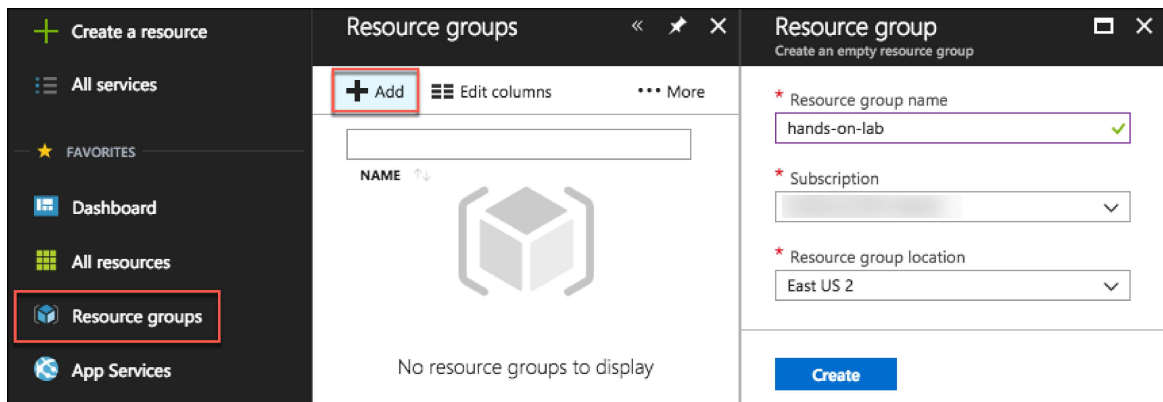 Create a resource
All services
FAVORITES
Dashboard
All resources
Resource groups
App Services
Resource groups
Add
Edit columns
More
NAME
No resource groups to display
Resource group
Create an empty resource group
* Resource group name
hands-on-lab
* Subscription
* Resource group location
East US 2
Create